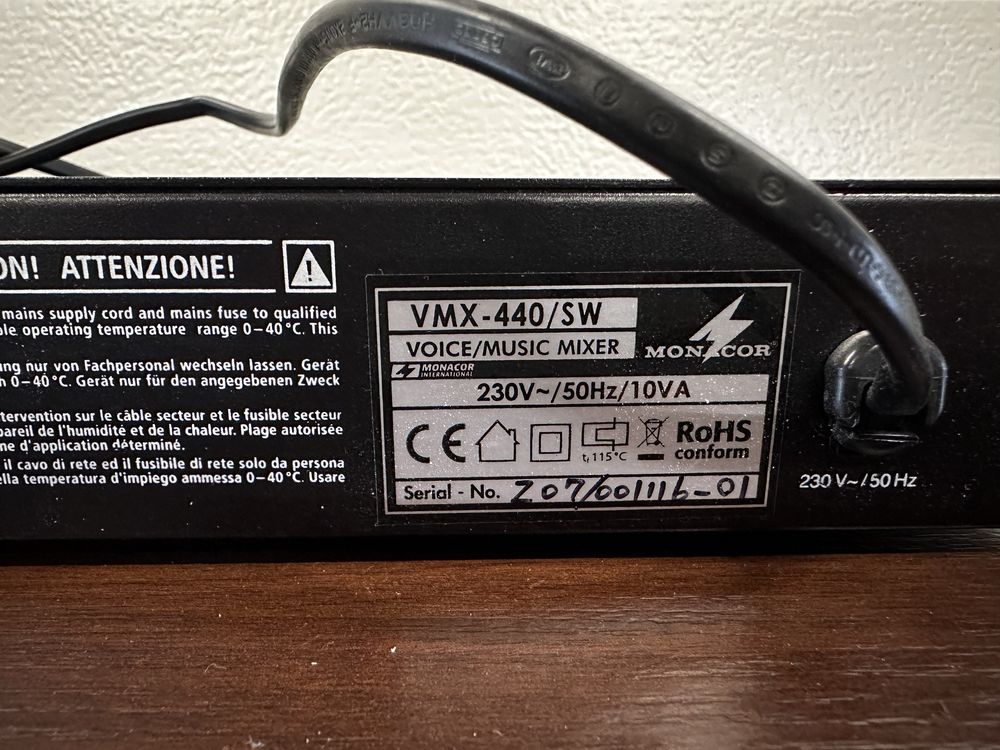 ON! ATTENZIONE!
mains supply cord and mains fuse to qualified
operating temperature range 0–40°C. This
ung nur von Fachpersonal wechseln lassen. Gerät
0–40°C. Gerät nur für den angegebenen Zweck
ntervention sur le câble secteur et le fusible secteur
pareil de l'humidité et de la chaleur. Plage autorisée
d'application déterminé.
il cavo di rete ed il fusibile di rete solo da persona
ella temperatura d'impiego ammessa 0–40°C. Usare
VMX-440/SW
VOICE/MUSIC MIXER
MONACOR®
MONACOR
INTERNATIONAL
230V~/50Hz/10VA
CE
t, 115°C
RoHS
conform
Serial - No. Z07/601116-01
230 V~/50 Hz